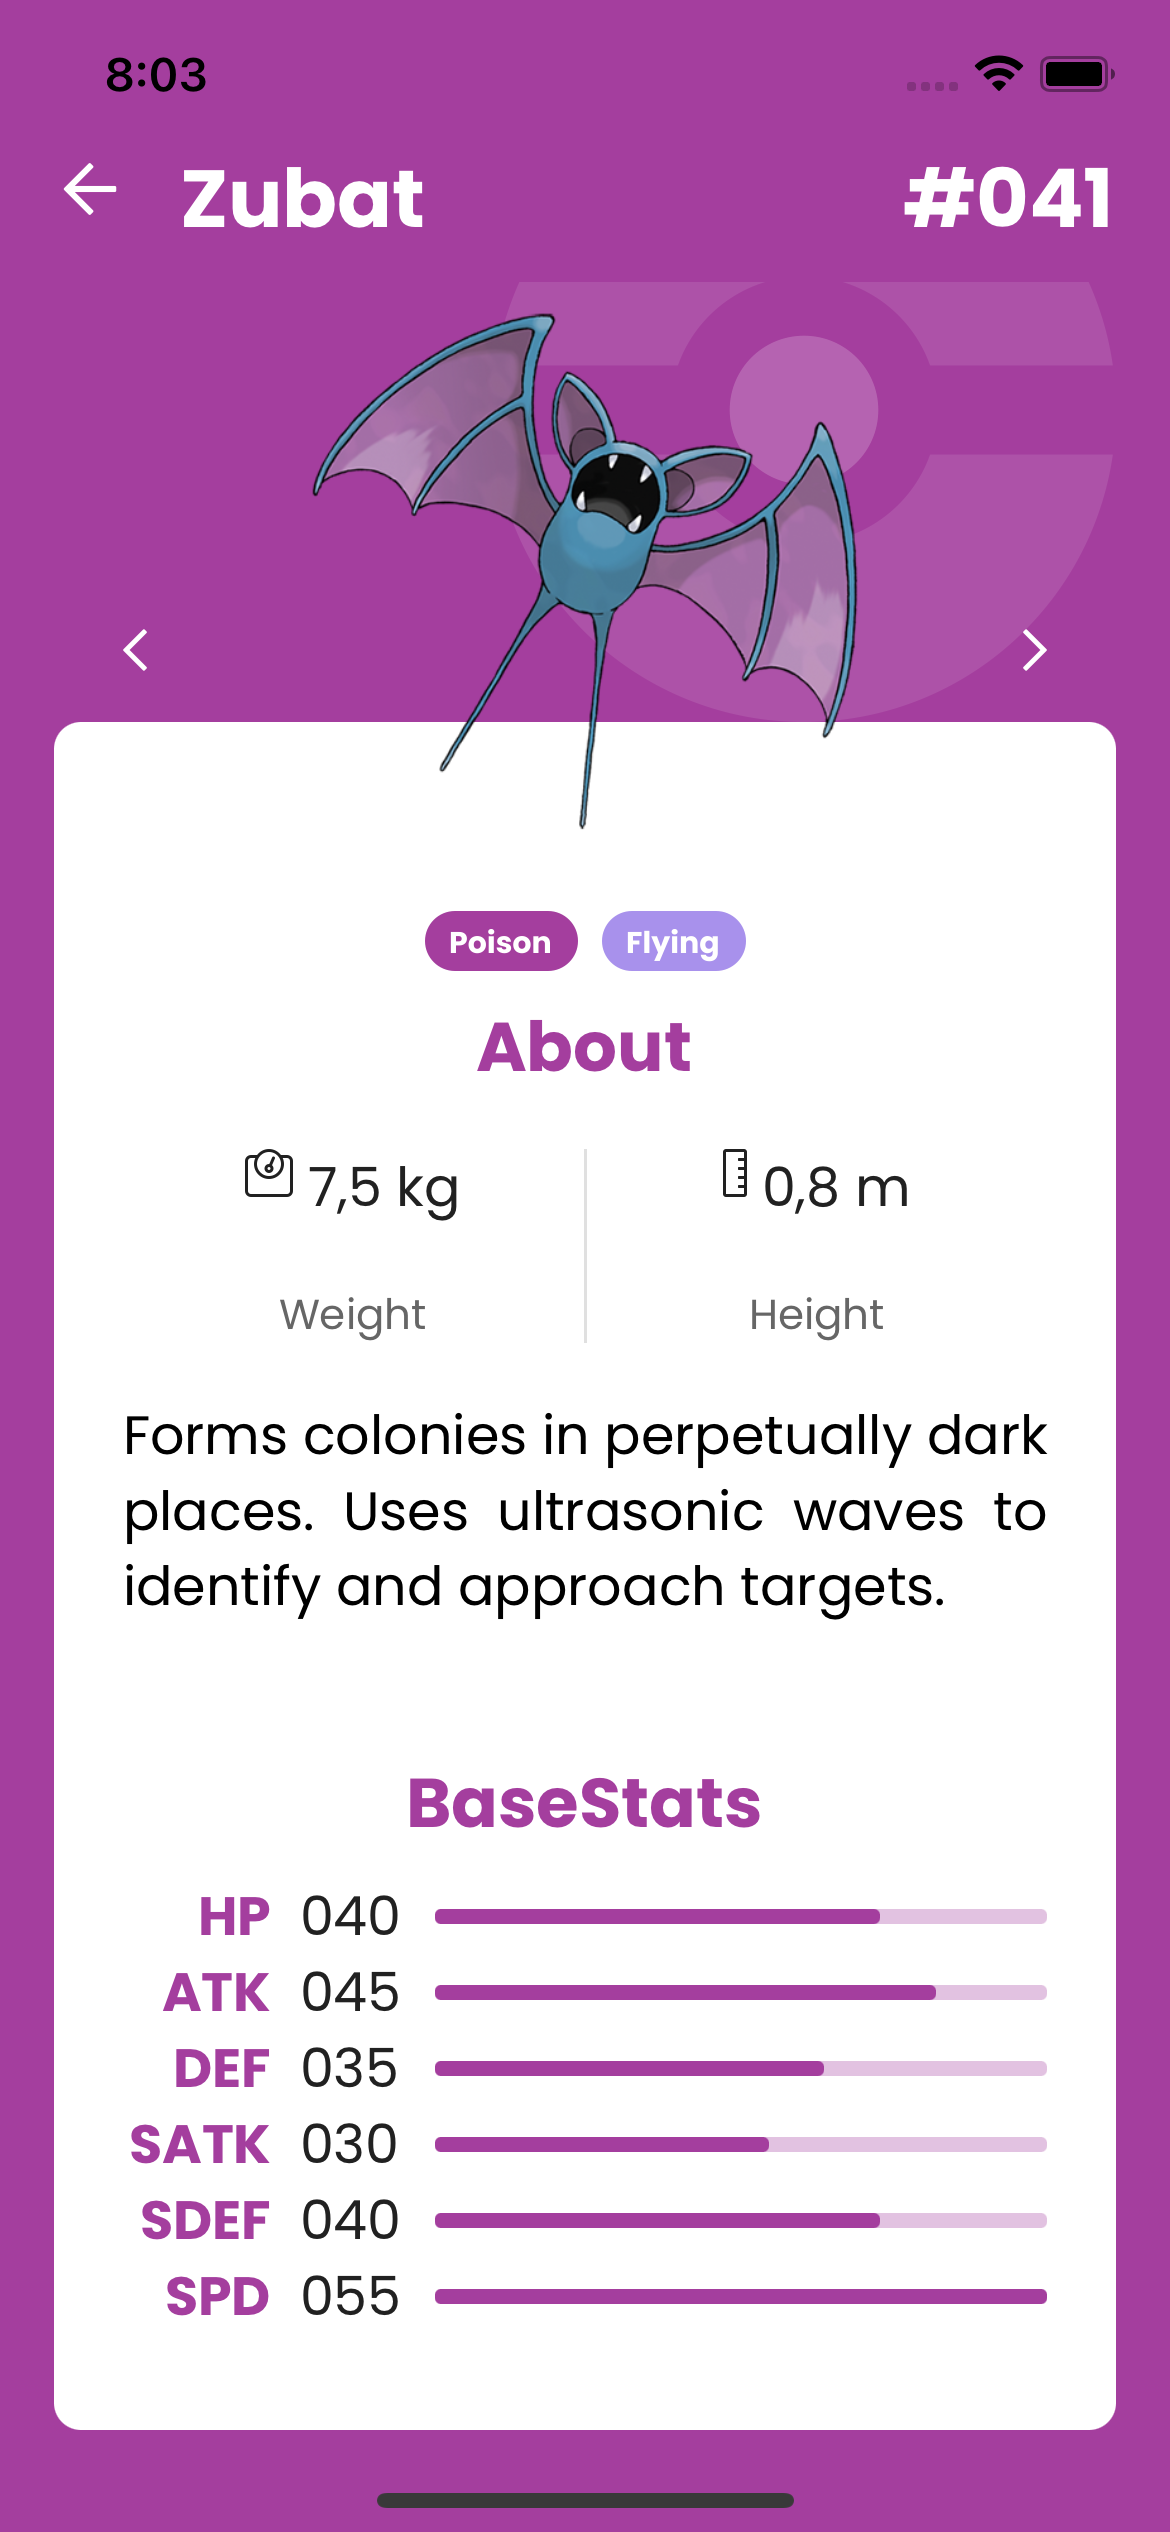 8:03
Zubat #041
Poison Flying
About
7,5 kg 0,8 m
Weight Height
Forms colonies in perpetually dark
places. Uses ultrasonic waves to
identify and approach targets.
BaseStats
HP 040
ATK 045
DEF 035
SATK 030
SDEF 040
SPD 055